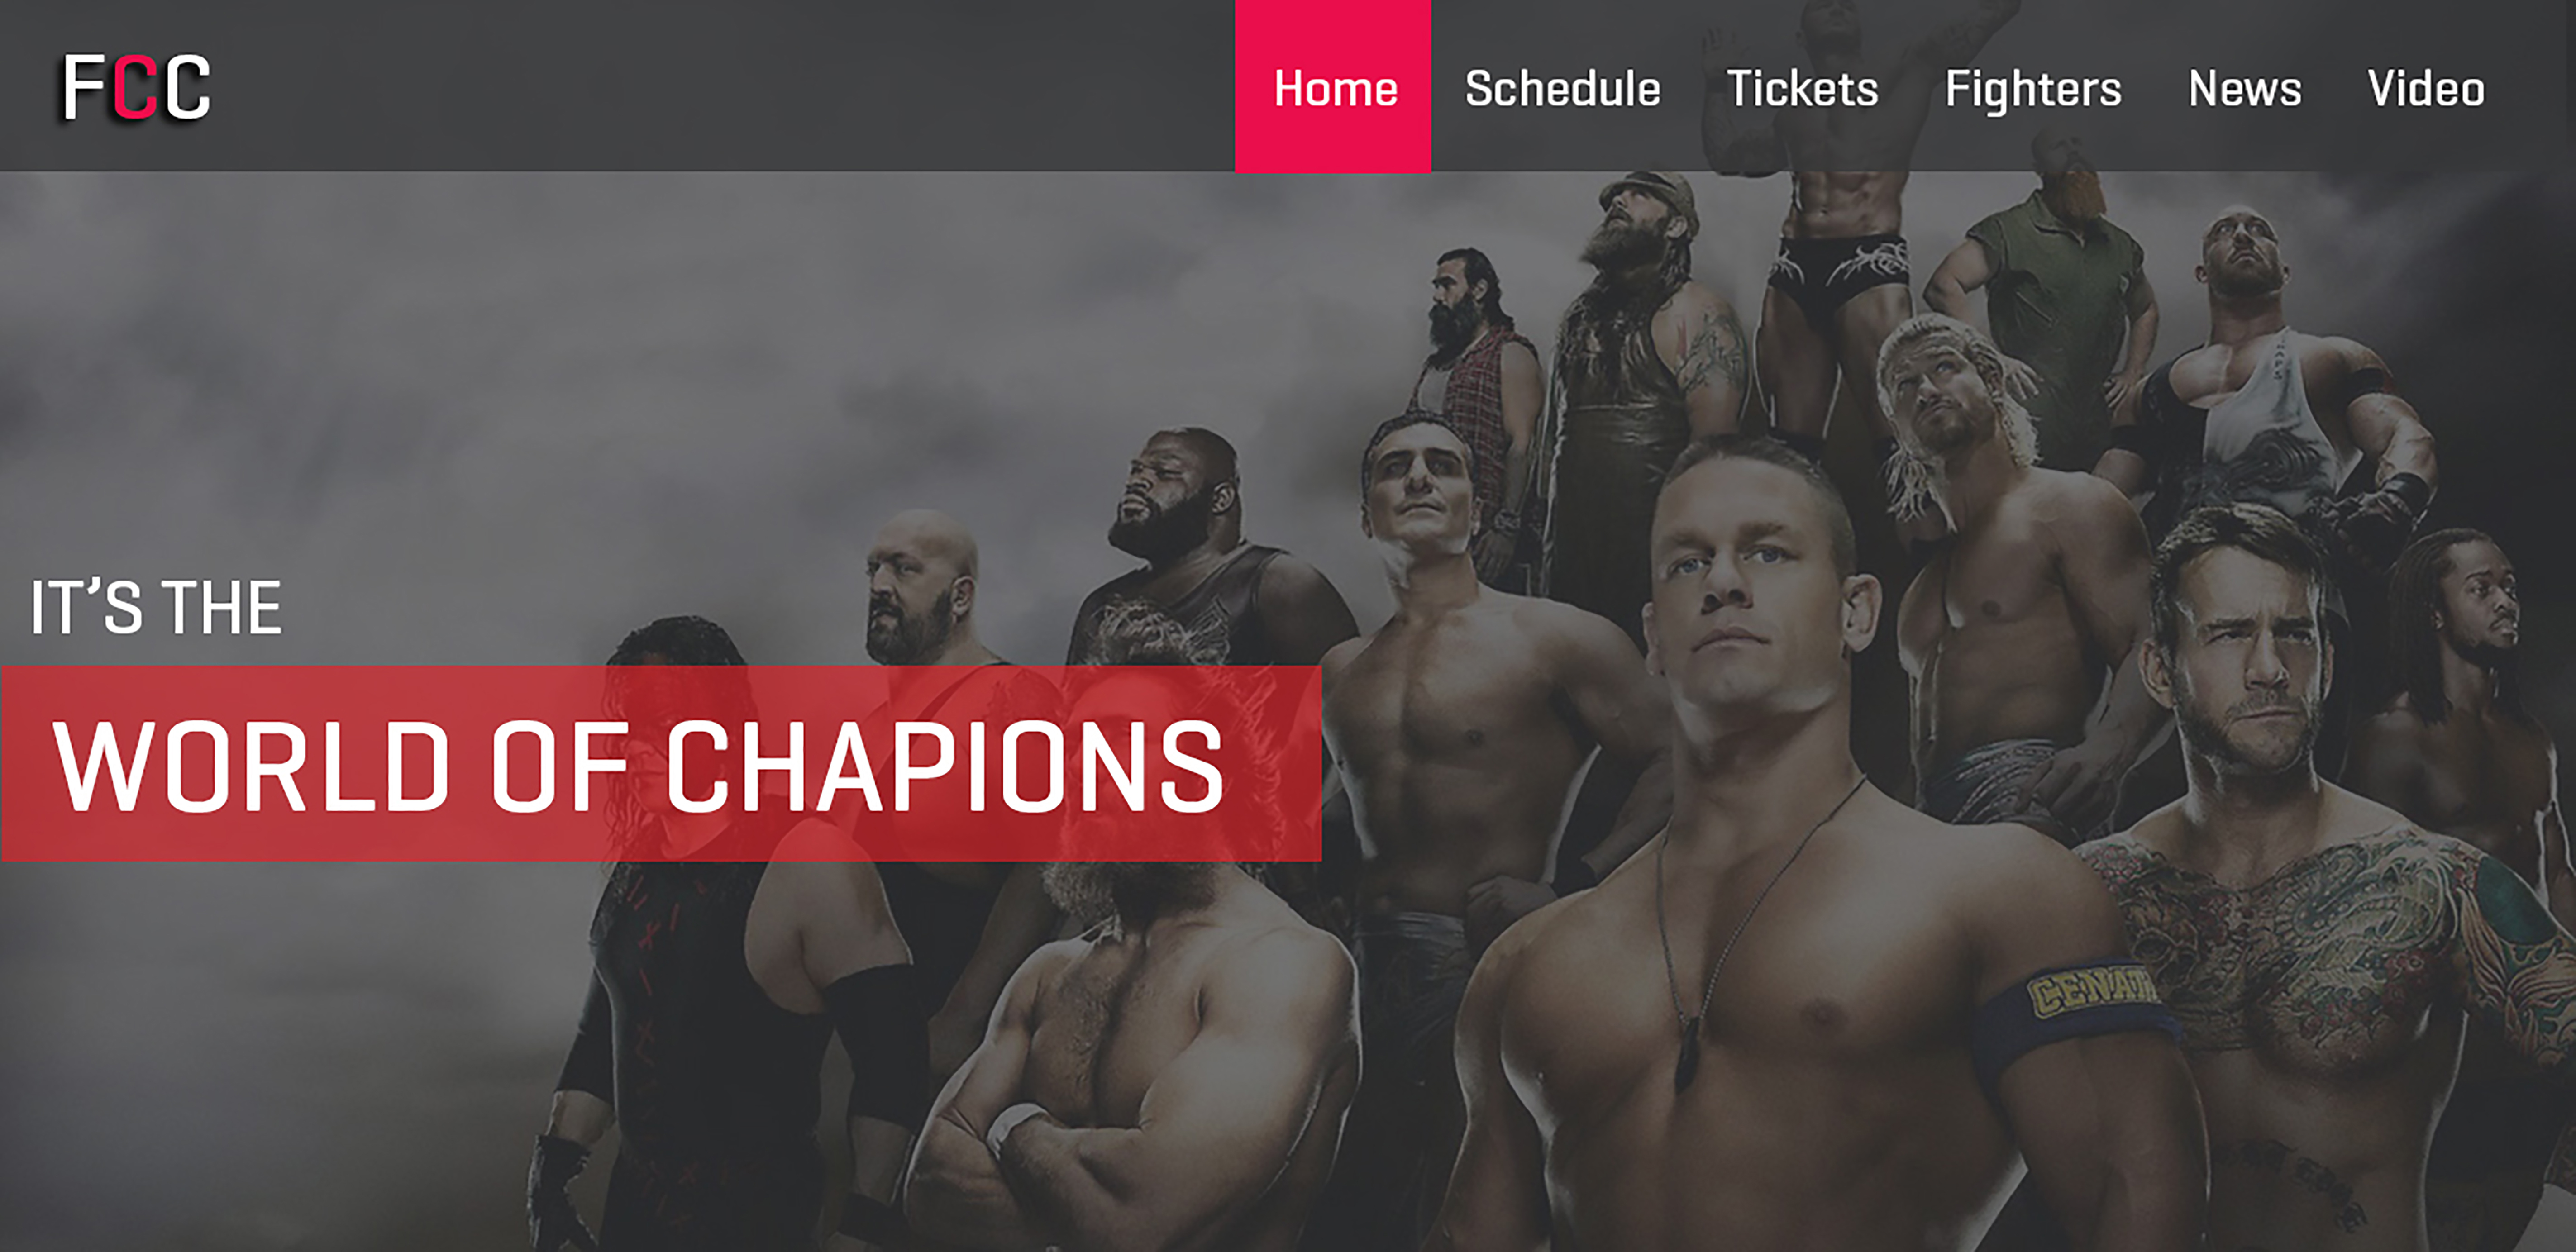 FCC
Home Schedule Tickets Fighters News Video
IT’S THE
WORLD OF CHAPIONS